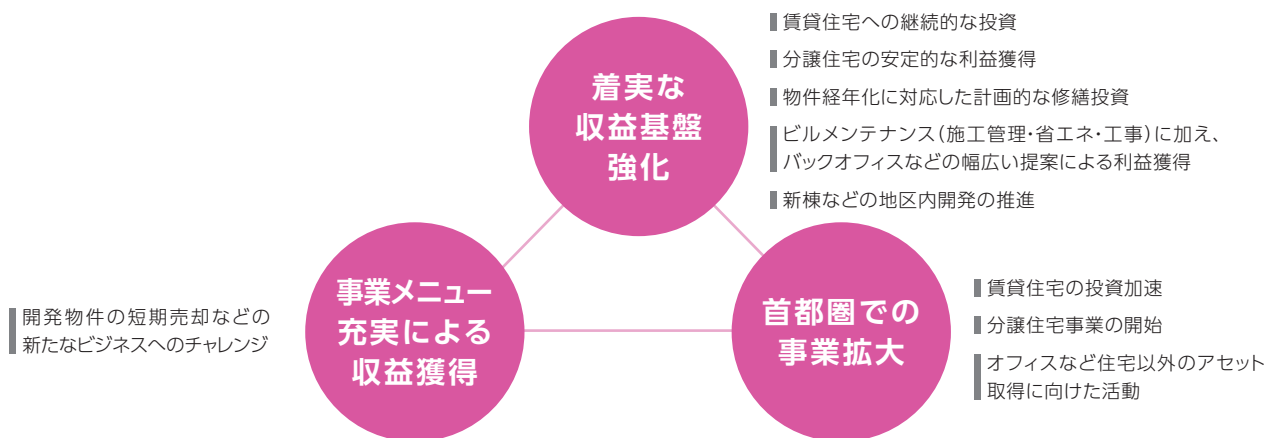 着実な
収益基盤
強化
賃貸住宅への継続的な投資
分譲住宅の安定的な利益獲得
物件経年化に対応した計画的な修繕投資
ビルメンテナンス(施工管理・省エネ・工事)に加え、
バックオフィスなどの幅広い提案による利益獲得
新棟などの地区内開発の推進
事業メニュー
充実による
収益獲得
開発物件の短期売却などの
新たなビジネスへのチャレンジ
首都圏での
事業拡大
賃貸住宅の投資加速
分譲住宅事業の開始
オフィスなど住宅以外のアセット
取得に向けた活動